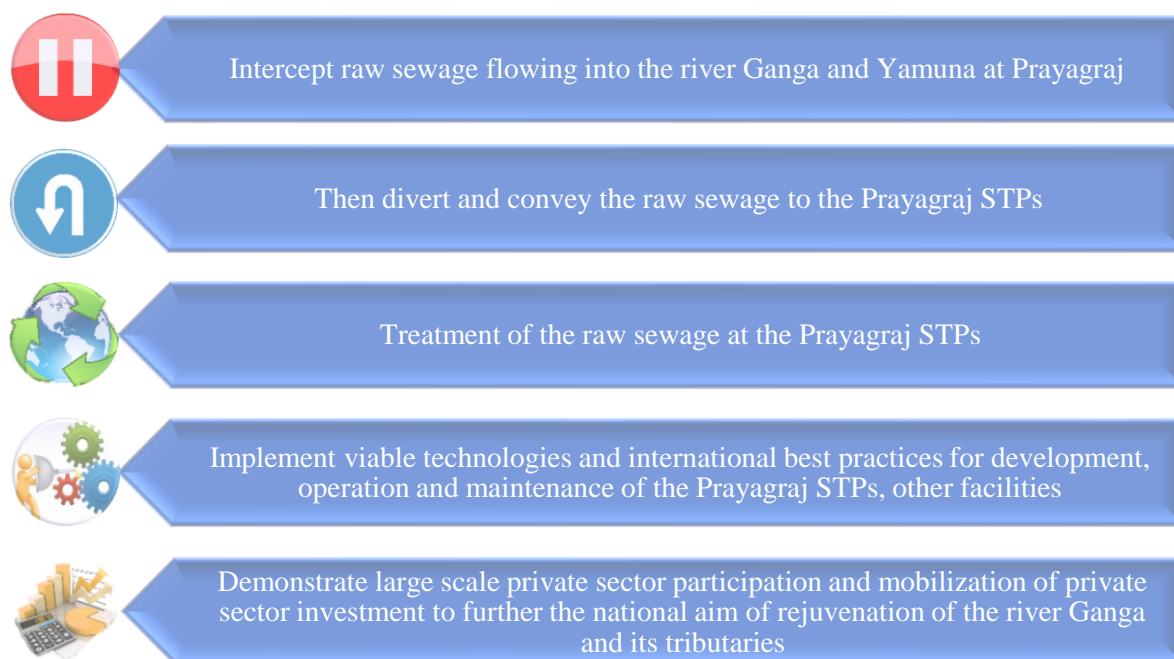 Intercept raw sewage flowing into the river Ganga and Yamuna at Prayagraj
Then divert and convey the raw sewage to the Prayagraj STPs
Treatment of the raw sewage at the Prayagraj STPs
Implement viable technologies and international best practices for development,
operation and maintenance of the Prayagraj STPs, other facilities
Demonstrate large scale private sector participation and mobilization of private
sector investment to further the national aim of rejuvenation of the river Ganga
and its tributaries